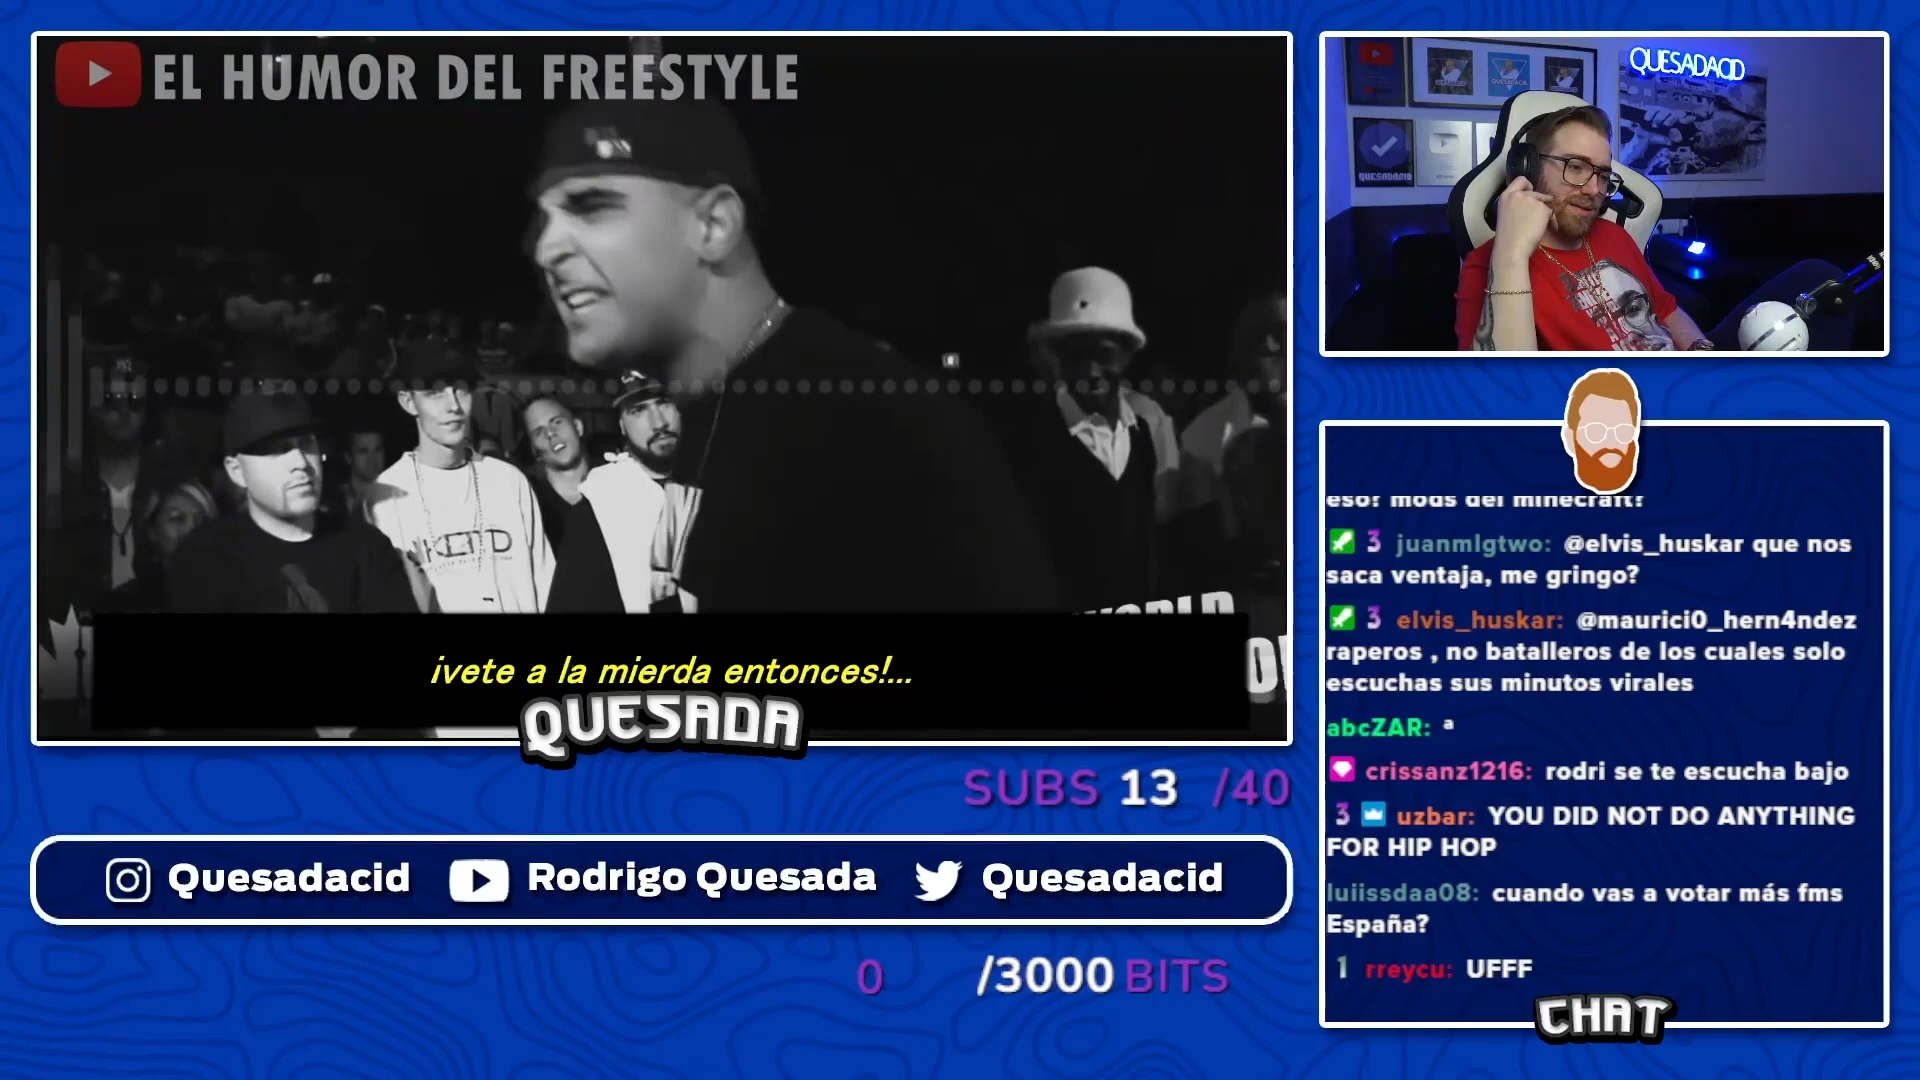 EL HUMOR DEL FREESTYLE
¡vete a la mierda entonces!...
QUESADA
QUESADACID
SUBS 13 /40
Quesadacid
Rodrigo Quesada
Quesadacid
0 /3000 BITS
eso? mods del minecraft?
3 juanmlgtwo: @elvis_huskar que nos
saca ventaja, me gringo?
3 elvis_huskar: @maurici0_hern4ndez
raperos , no batalleros de los cuales solo
escuchas sus minutos virales
abcZAR: a
crissanz1216: rodri se te escucha bajo
3 uzbar: YOU DID NOT DO ANYTHING
FOR HIP HOP
luiissdaa08: cuando vas a votar más fms
España?
1 rreycu: UFFF
CHAT